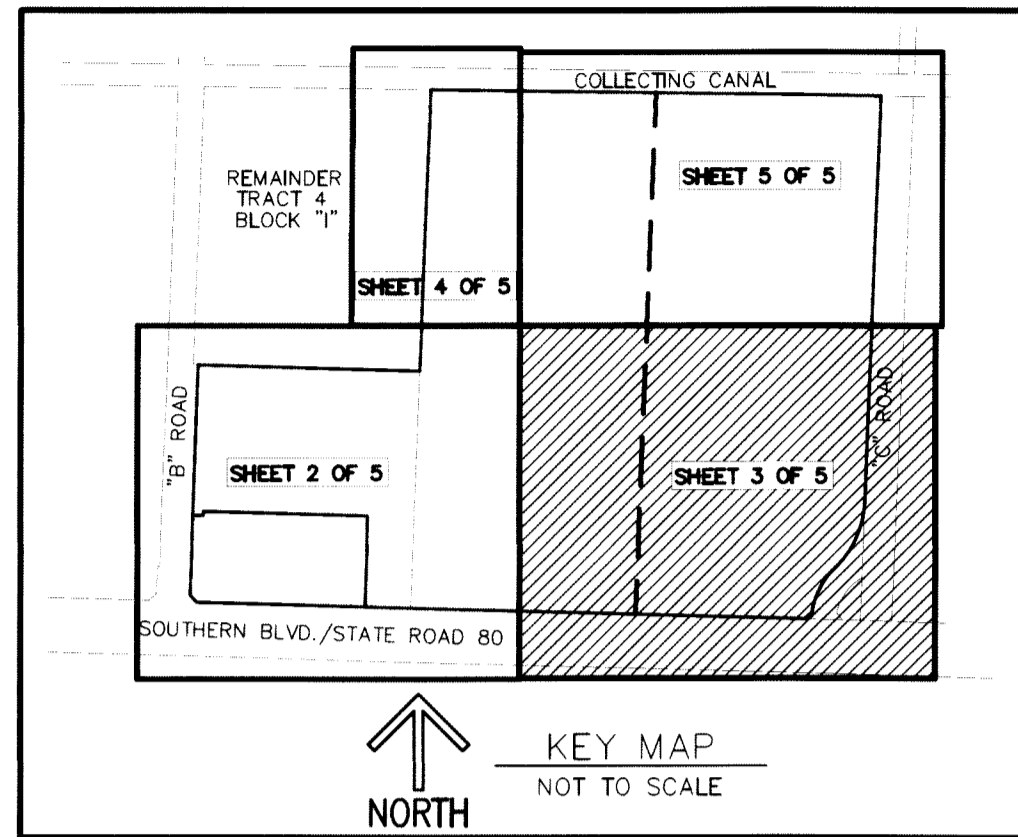 COLLECTING CANAL
REMAINDER
TRACT 4
BLOCK "I"
SHEET 5 OF 5
SHEET 4 OF 5
"B" ROAD
"C" ROAD
SHEET 2 OF 5
SHEET 3 OF 5
SOUTHERN BLVD./STATE ROAD 80
NORTH
KEY MAP
NOT TO SCALE